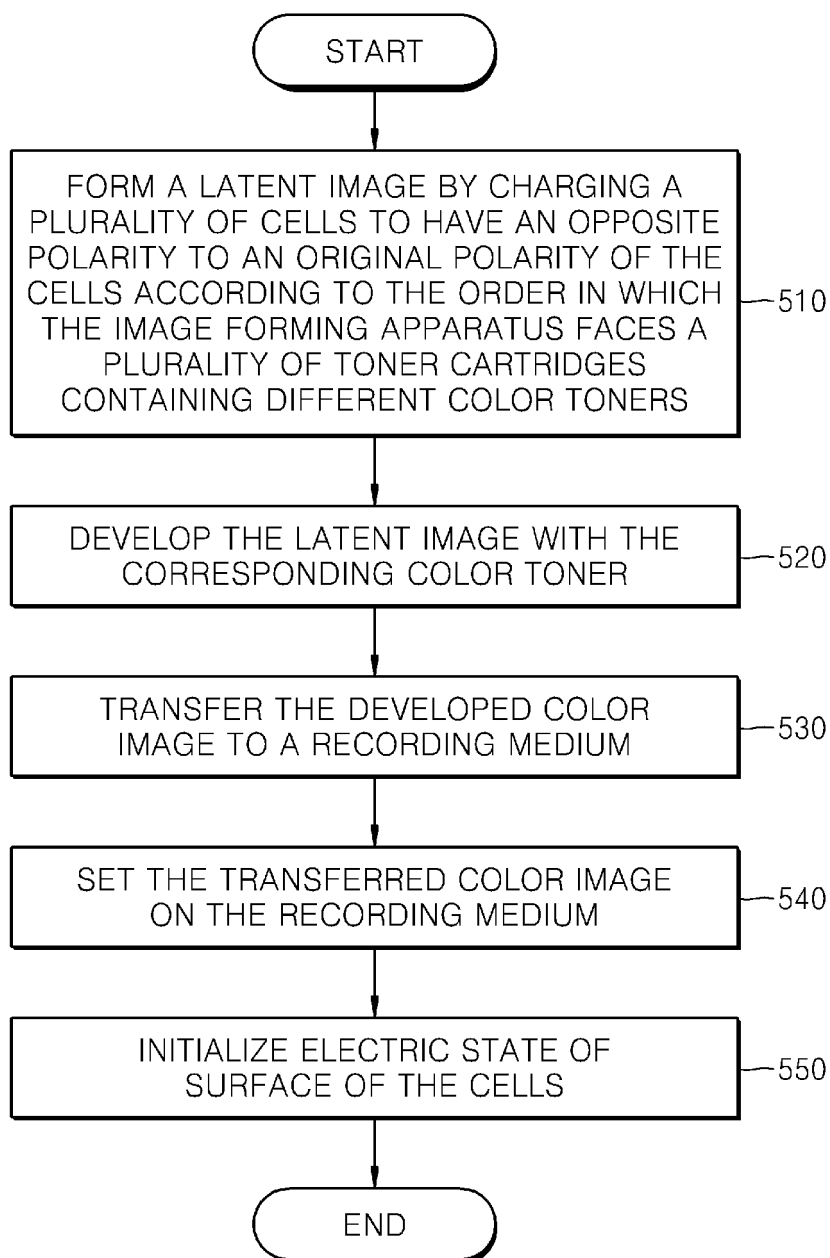 START
FORM A LATENT IMAGE BY CHARGING A
PLURALITY OF CELLS TO HAVE AN OPPOSITE
POLARITY TO AN ORIGINAL POLARITY OF THE
CELLS ACCORDING TO THE ORDER IN WHICH
THE IMAGE FORMING APPARATUS FACES A
PLURALITY OF TONER CARTRIDGES
CONTAINING DIFFERENT COLOR TONERS
510
DEVELOP THE LATENT IMAGE WITH THE
CORRESPONDING COLOR TONER
520
TRANSFER THE DEVELOPED COLOR
IMAGE TO A RECORDING MEDIUM
530
SET THE TRANSFERRED COLOR IMAGE
ON THE RECORDING MEDIUM
540
INITIALIZE ELECTRIC STATE OF
SURFACE OF THE CELLS
550
END